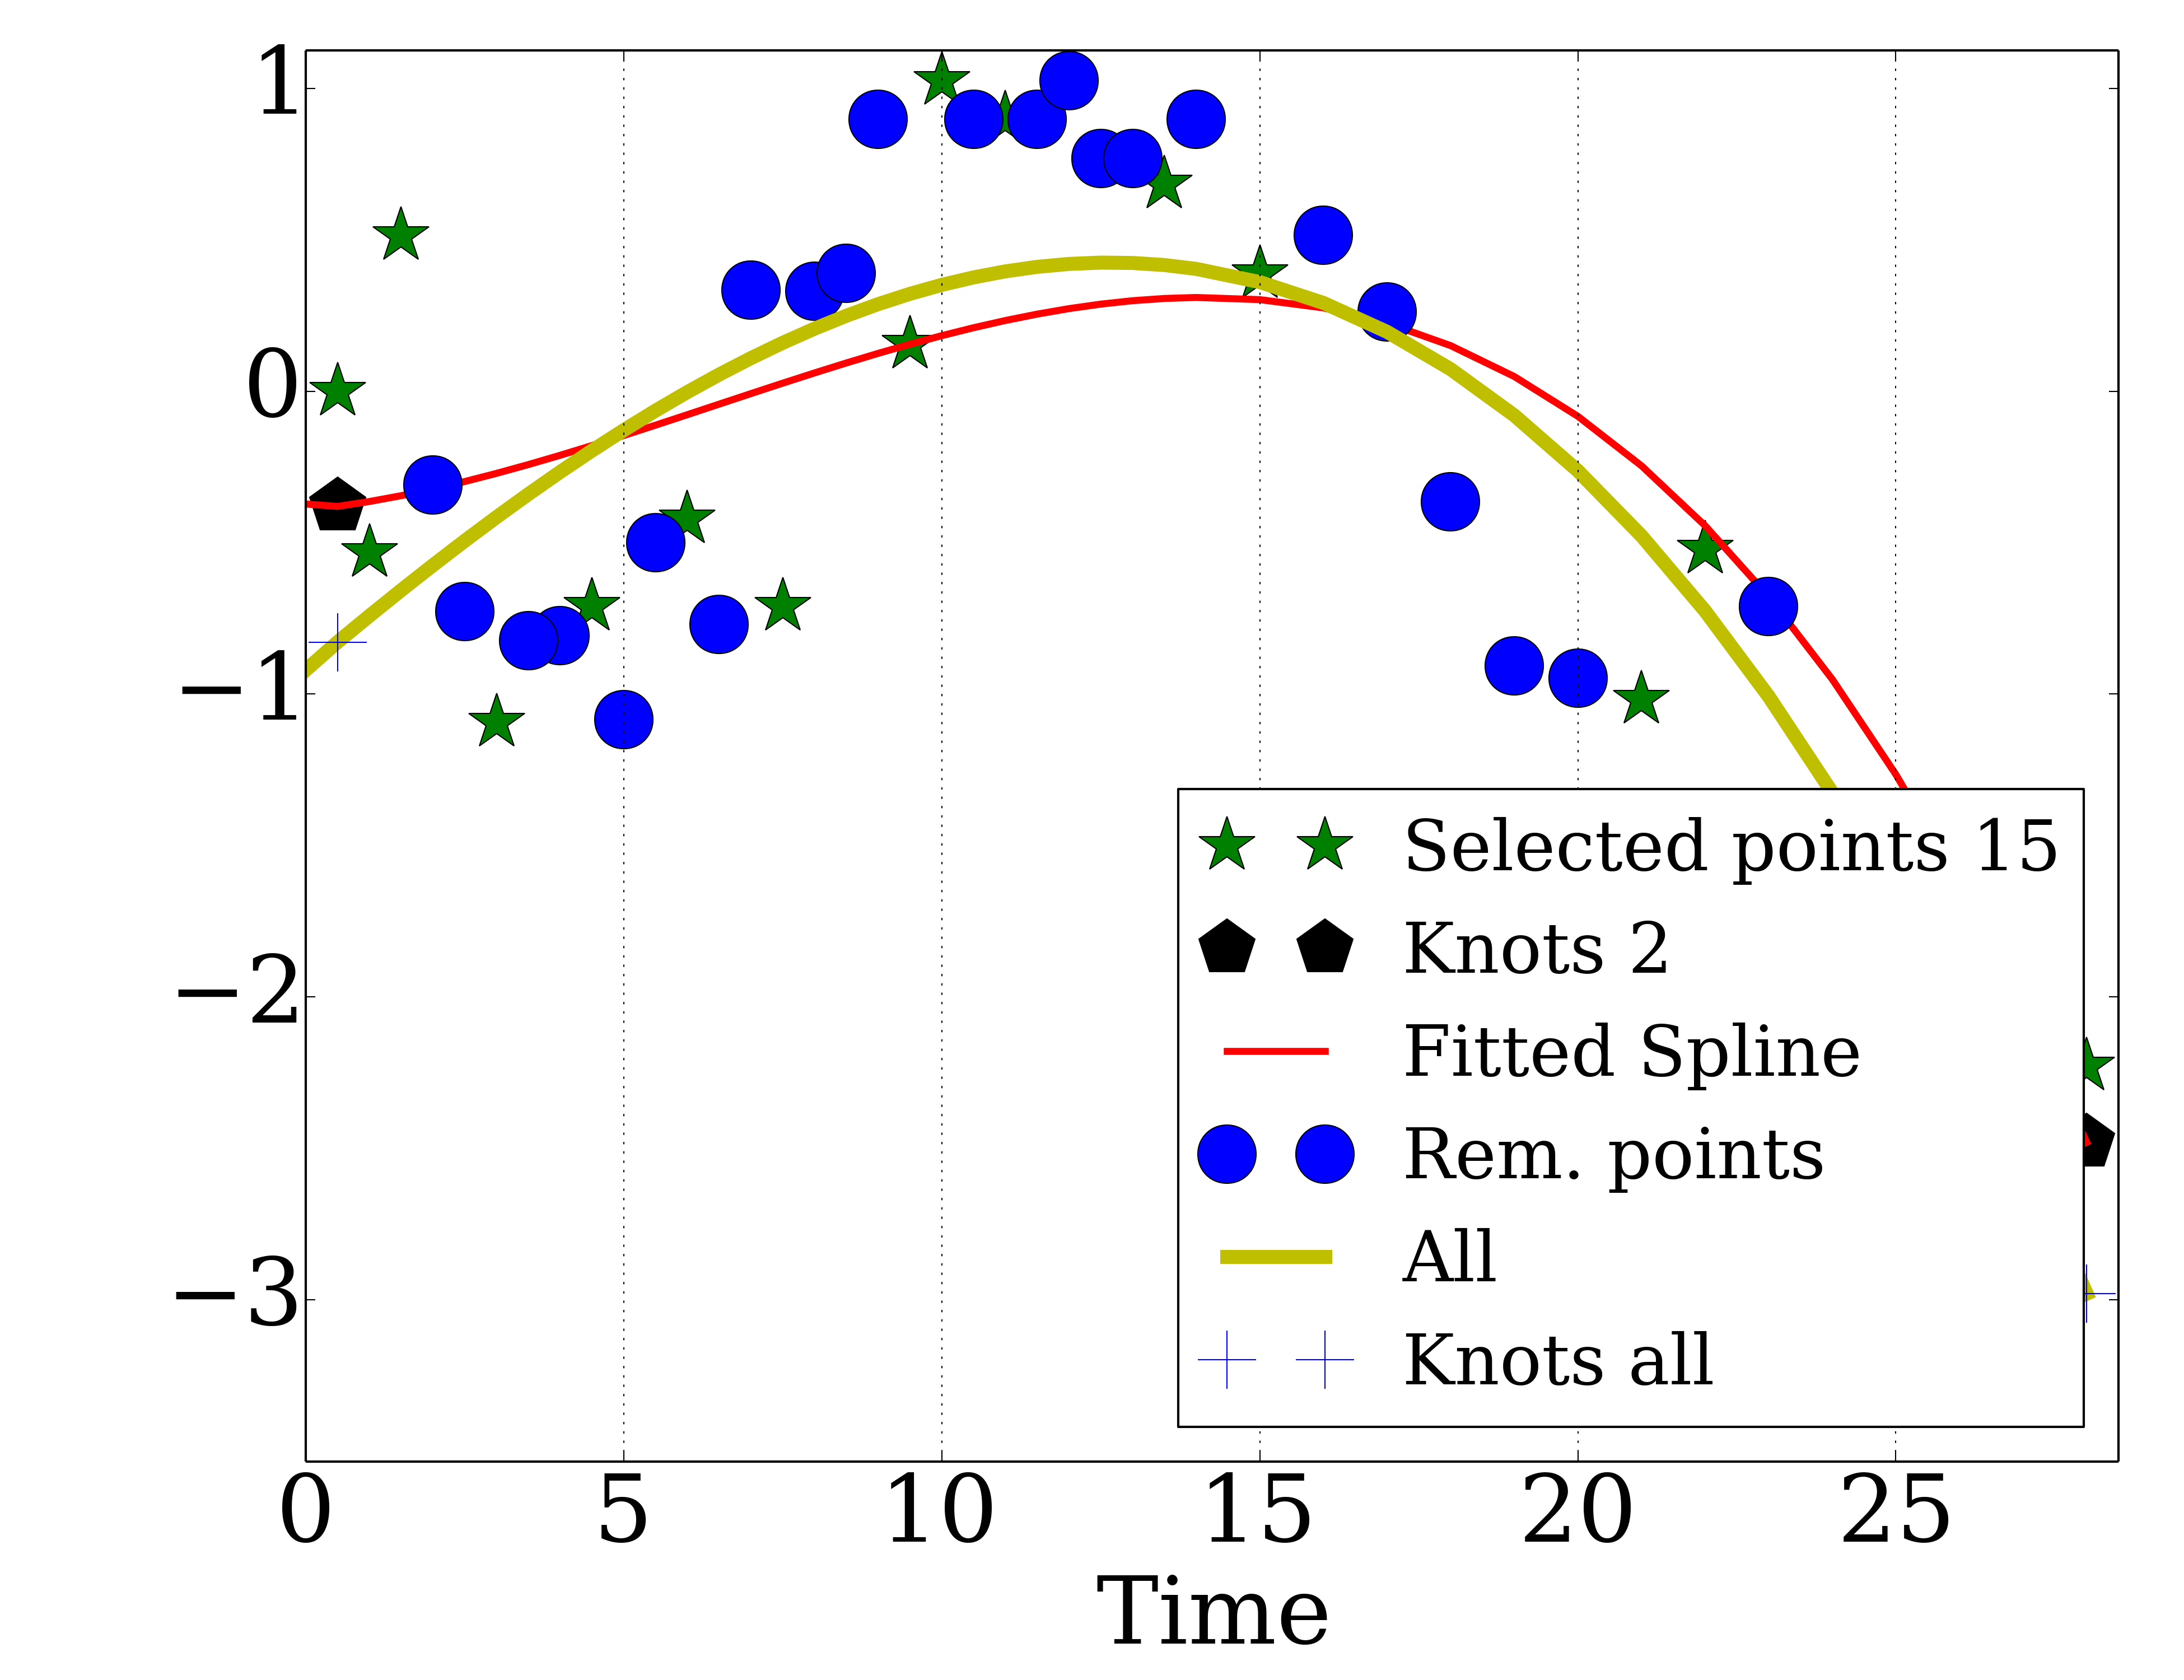 1
0
−1
−2
−3
Selected points 15
Knots 2
Fitted Spline
Rem. points
All
Knots all
0 5 10 15 20 25
Time